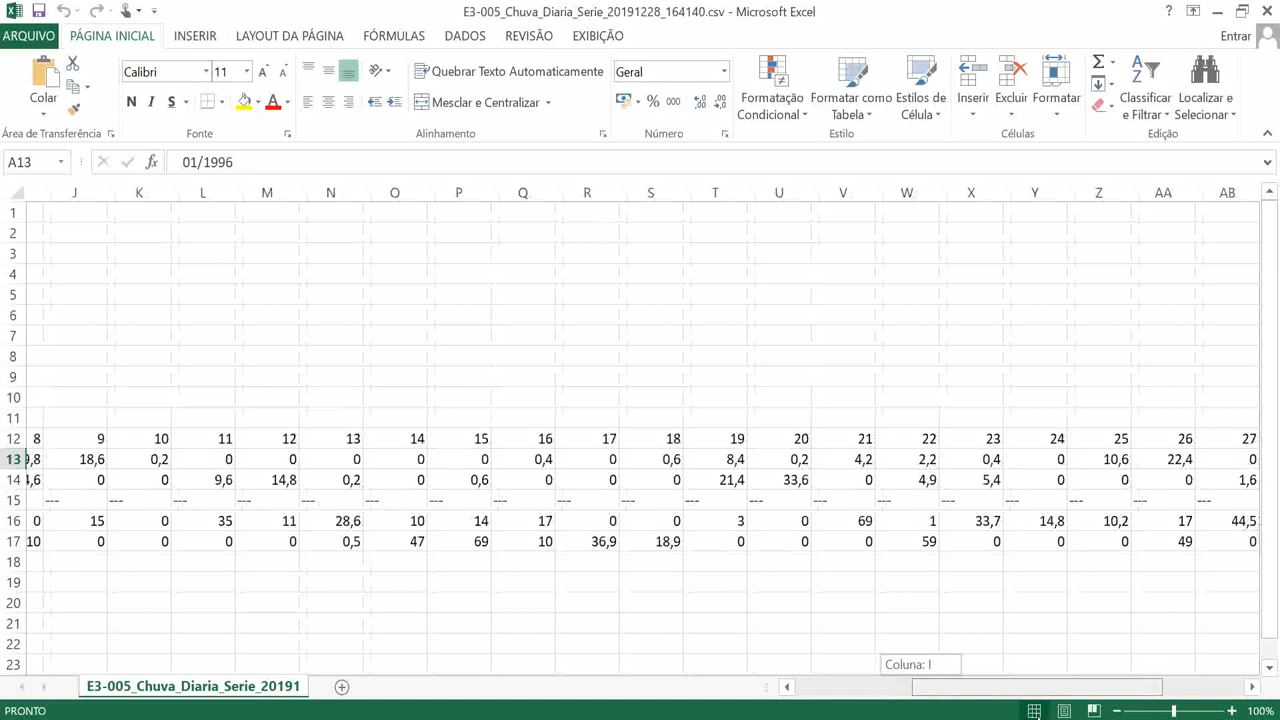 E3-005_Chuva_Diaria_Serie_20191228_164140.csv - Microsoft Excel
?
ARQUIVO PÁGINA INICIAL INSERIR LAYOUT DA PÁGINA FÓRMULAS DADOS REVISÃO EXIBIÇÃO Entrar
Calibri 11 Quebrar Texto Automaticamente Geral
Colar N I S A Mesclar e Centralizar % 000 Formatação Condicional Formatar como Tabela Estilos de Célula Inserir Excluir Formatar Classificar e Filtrar Localizar e Selecionar
Área de Transferência Fonte Alinhamento Número Estilo Células Edição
A13 fx 01/1996
J K L M N O P Q R S T U V W X Y Z AA AB
1
2
3
4
5
6
7
8
9
10
11
12 8 9 10 11 12 13 14 15 16 17 18 19 20 21 22 23 24 25 26 27
13 ,8 18,6 0,2 0 0 0 0 0 0,4 0 0,6 8,4 0,2 4,2 2,2 0,4 0 10,6 22,4 0
14 ,6 0 0 9,6 14,8 0,2 0 0,6 0 0 0 21,4 33,6 0 4,9 5,4 0 0 0 1,6
15 --- --- --- --- --- --- --- --- --- --- --- --- --- --- --- --- --- --- ---
16 0 15 0 35 11 28,6 10 14 17 0 0 3 0 69 1 33,7 14,8 10,2 17 44,5
17 10 0 0 0 0 0,5 47 69 10 36,9 18,9 0 0 0 59 0 0 0 49 0
18
19
20
21
22
23
Coluna: I
E3-005_Chuva_Diaria_Serie_20191
PRONTO 100%